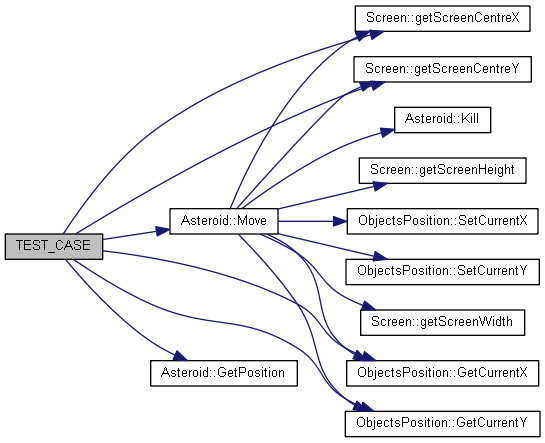 Screen::getScreenCentreX
Screen::getScreenCentreY
Asteroid::Kill
Screen::getScreenHeight
Asteroid::Move
ObjectsPosition::SetCurrentX
TEST_CASE
ObjectsPosition::SetCurrentY
Screen::getScreenWidth
Asteroid::GetPosition
ObjectsPosition::GetCurrentX
ObjectsPosition::GetCurrentY